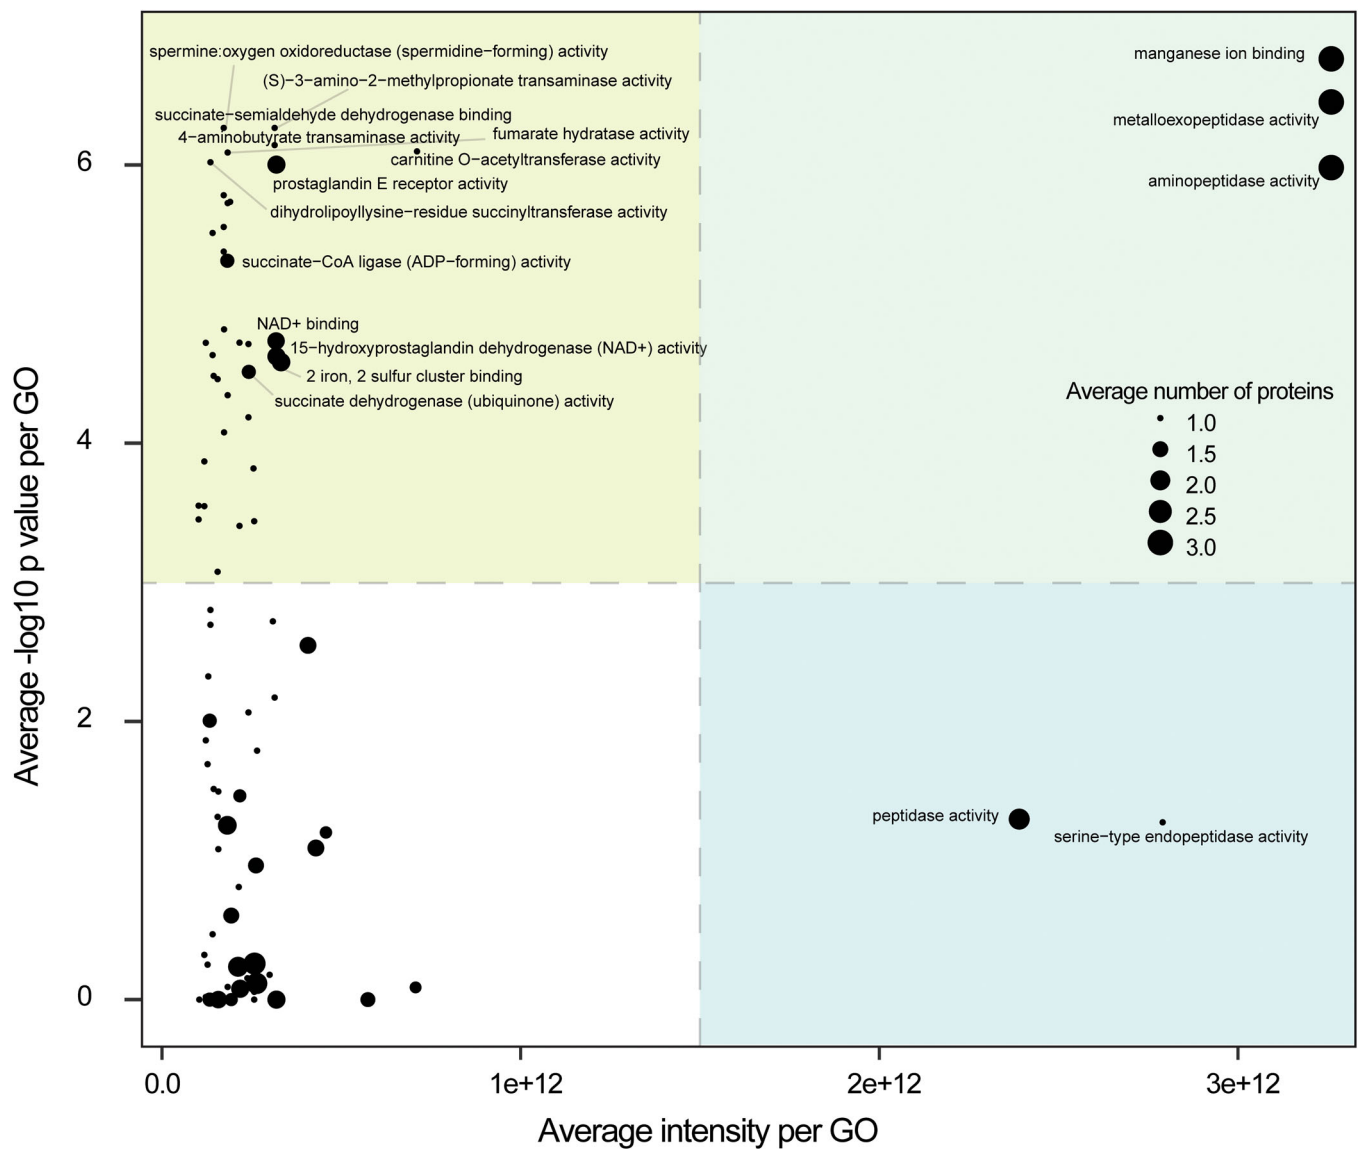 spermine:oxygen oxidoreductase (spermidine−forming) activity
manganese ion binding
(S)−3−amino−2−methylpropionate transaminase activity
succinate−semialdehyde dehydrogenase binding
metalloexopeptidase activity
4−aminobutyrate transaminase activity
fumarate hydratase activity
6
carnitine O−acetyltransferase activity
prostaglandin E receptor activity
aminopeptidase activity
dihydrolipoyllysine−residue succinyltransferase activity
succinate−CoA ligase (ADP−forming) activity
NAD+ binding
15−hydroxyprostaglandin dehydrogenase (NAD+) activity
2 iron, 2 sulfur cluster binding
succinate dehydrogenase (ubiquinone) activity
Average number of proteins
1.0
1.5
2.0
2.5
3.0
4
Average -log10 p value per GO
2
peptidase activity
serine−type endopeptidase activity
0
0.0
1e+12
2e+12
3e+12
Average intensity per GO